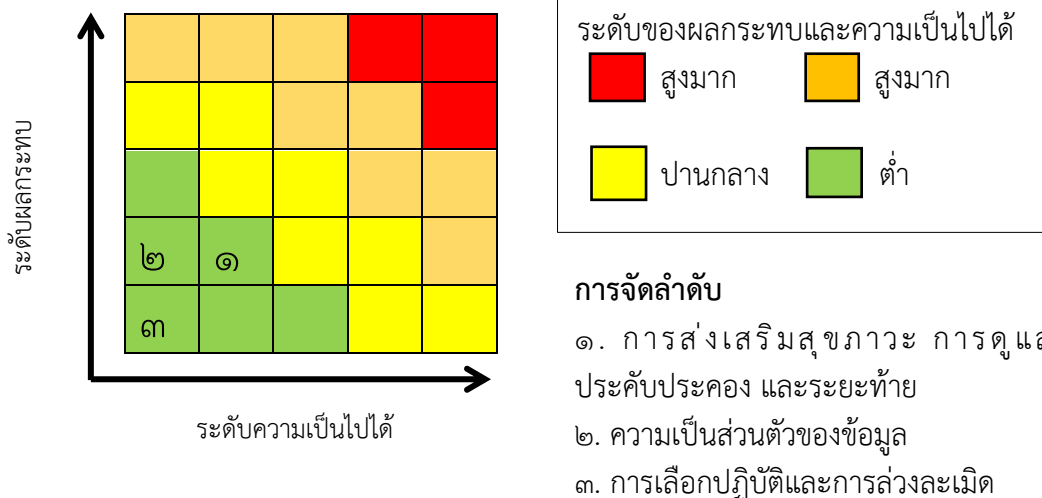 ระดับผลกระทบ
๒ ๑
๓
ระดับความเป็นไปได้
ระดับของผลกระทบและความเป็นไปได้
สูงมาก สูงมาก
ปานกลาง ต่ำ
การจัดลำดับ
๑. การส่งเสริมสุขภาวะ การดูแล
ประคับประคอง และระยะท้าย
๒. ความเป็นส่วนตัวของข้อมูล
๓. การเลือกปฏิบัติและการล่วงละเมิด